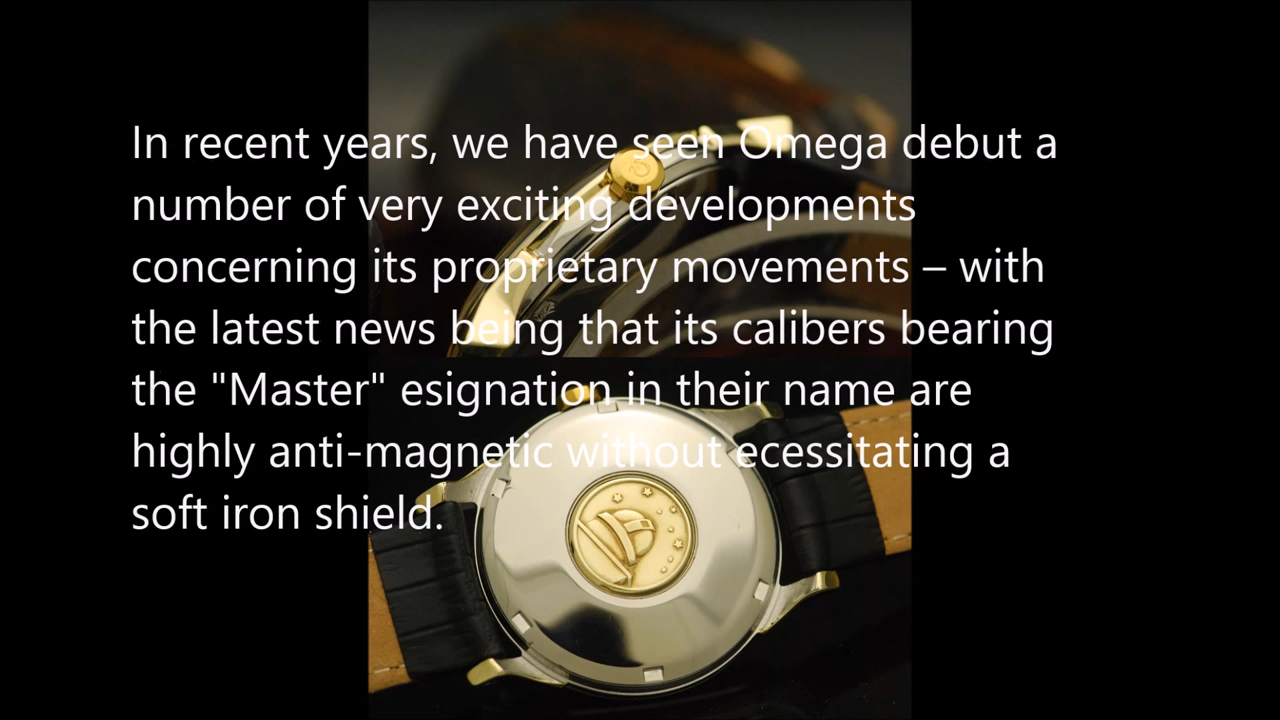 In recent years, we have seen Omega debut a
number of very exciting developments
concerning its proprietary movements – with
the latest news being that its calibers bearing
the "Master" esignation in their name are
highly anti-magnetic without ecessitating a
soft iron shield.